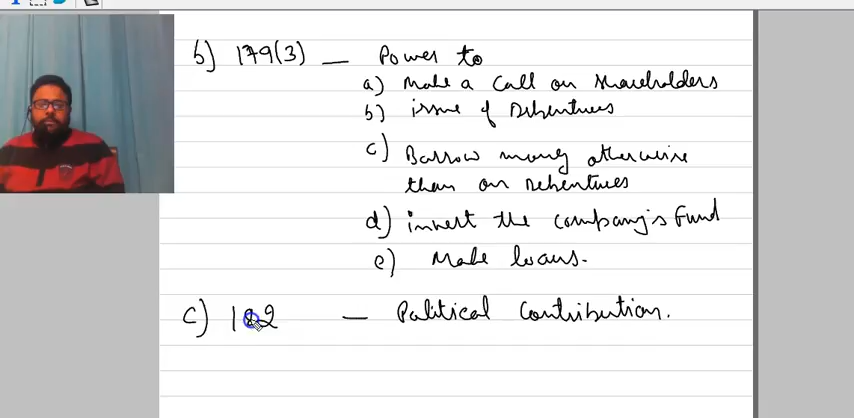 b) 179(3) — Power to
a) Make a call on shareholders
b) issue of Debentures
c) Borrow money otherwise
than on Debentures
d) invest the company's Fund
e) Make loans.
c) 182 — Political Contribution.